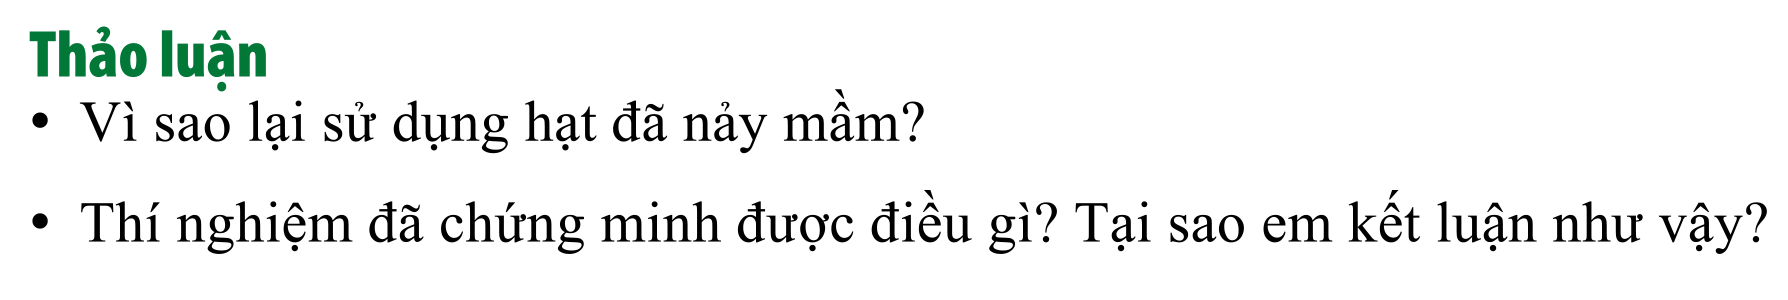 Thảo luận
• Vì sao lại sử dụng hạt đã nảy mầm?
• Thí nghiệm đã chứng minh được điều gì? Tại sao em kết luận như vậy?